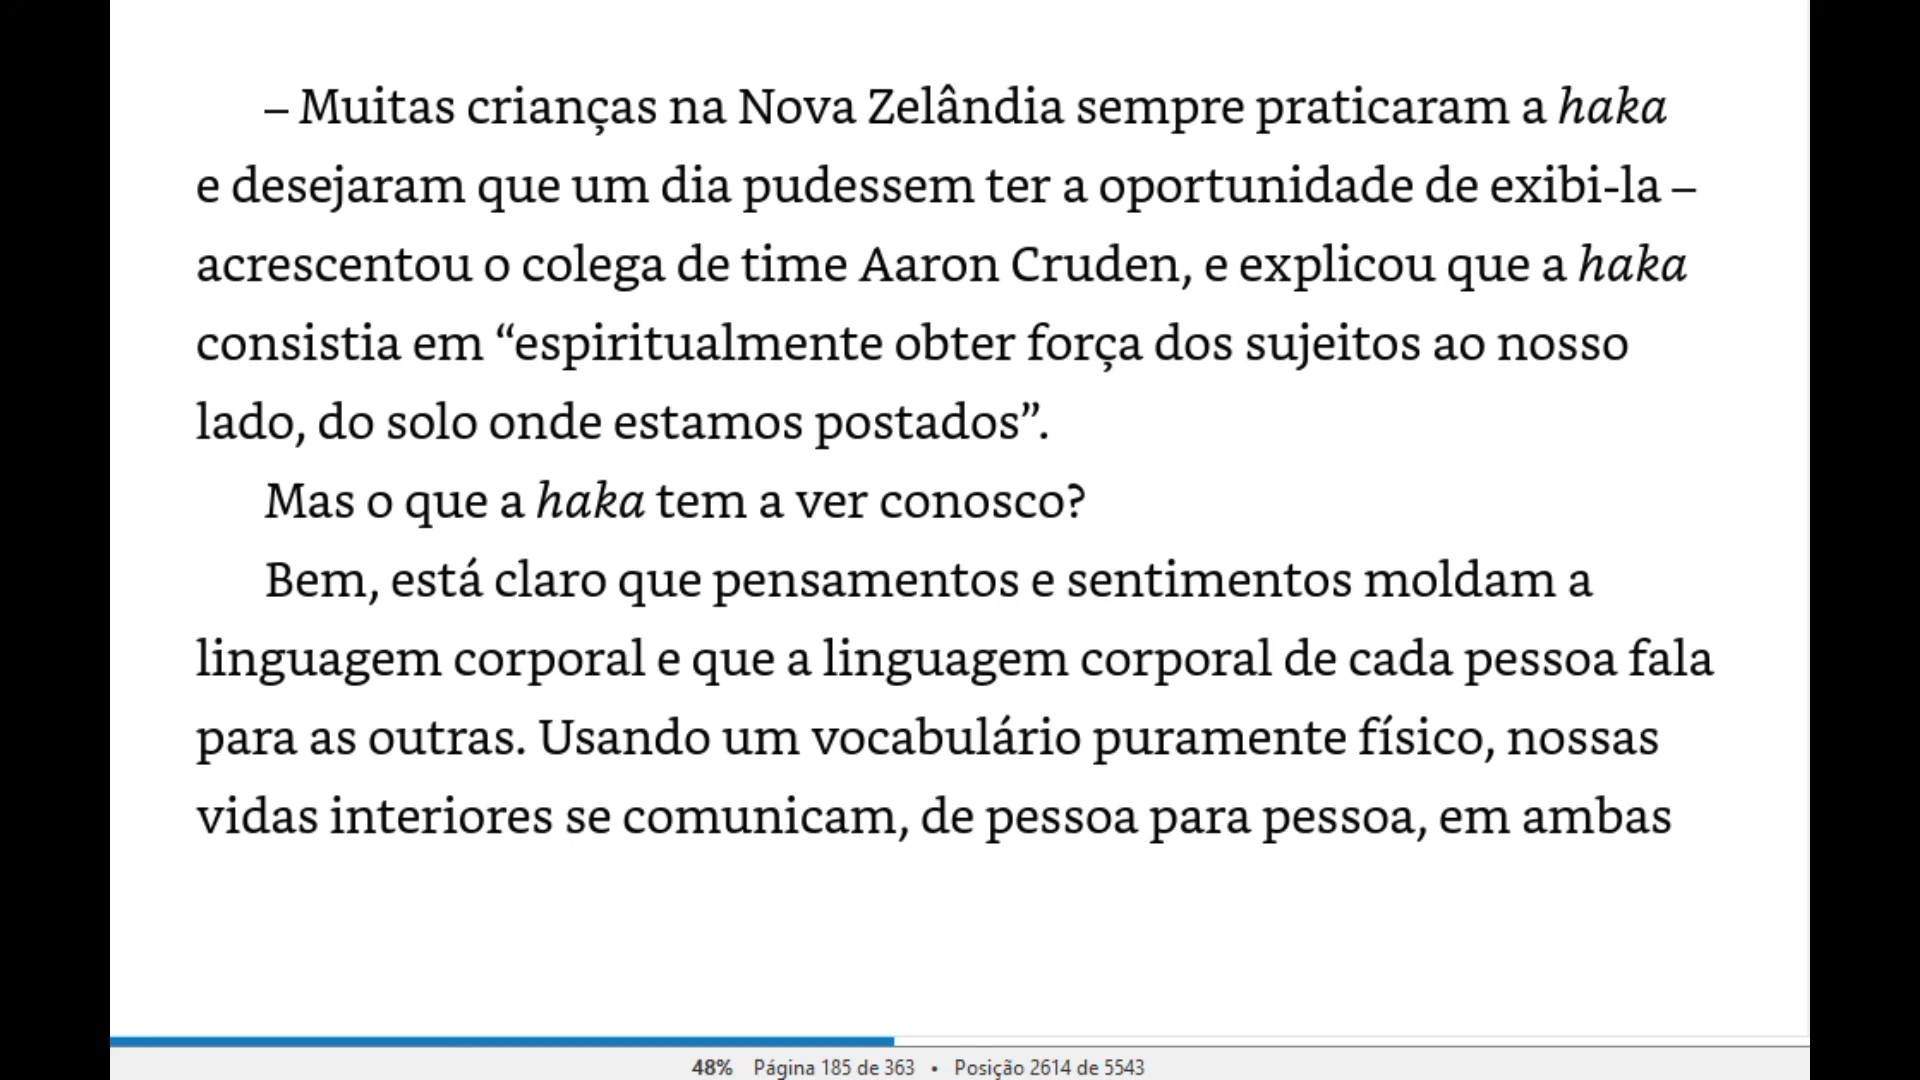 – Muitas crianças na Nova Zelândia sempre praticaram a haka
e desejaram que um dia pudessem ter a oportunidade de exibi-la –
acrescentou o colega de time Aaron Cruden, e explicou que a haka
consistia em “espiritualmente obter força dos sujeitos ao nosso
lado, do solo onde estamos postados”.
Mas o que a haka tem a ver conosco?
Bem, está claro que pensamentos e sentimentos moldam a
linguagem corporal e que a linguagem corporal de cada pessoa fala
para as outras. Usando um vocabulário puramente físico, nossas
vidas interiores se comunicam, de pessoa para pessoa, em ambas
48% Página 185 de 363 • Posição 2614 de 5543